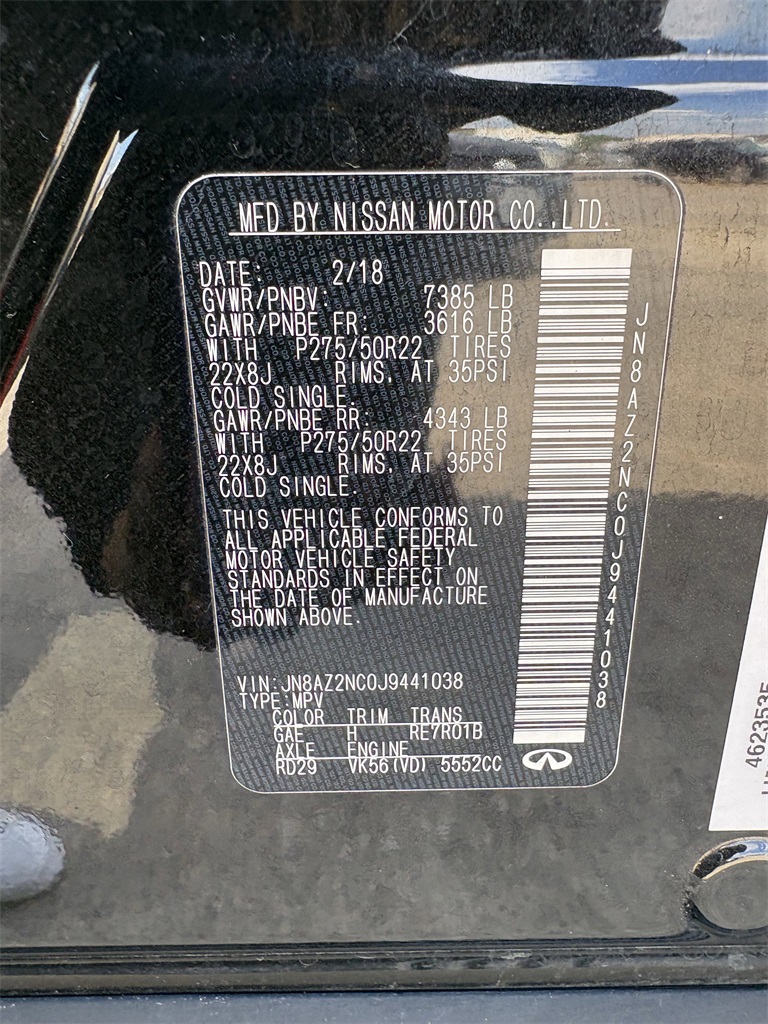 MFD BY NISSAN MOTOR CO.,LTD.
DATE: 2/18
GVWR/PNBV: 7385 LB
GAWR/PNBE FR: 3616 LB
WITH P275/50R22 TIRES
22X8J RIMS, AT 35PSI
COLD SINGLE.
GAWR/PNBE RR: 4343 LB
WITH P275/50R22 TIRES
22X8J RIMS, AT 35PSI
COLD SINGLE.
THIS VEHICLE CONFORMS TO
ALL APPLICABLE FEDERAL
MOTOR VEHICLE SAFETY
STANDARDS IN EFFECT ON
THE DATE OF MANUFACTURE
SHOWN ABOVE.
VIN:JN8AZ2NC0J9441038
TYPE:MPV
COLOR TRIM TRANS
GAE H RE7R01B
AXLE ENGINE
RD29 VK56(VD) 5552CC
JN8AZ2NC0J9441038
4623535